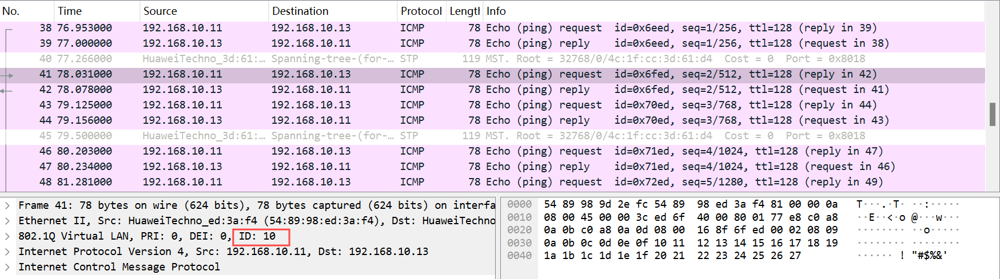 No. Time Source Destination Protocol Lengtl Info
38 76.953000 192.168.10.11 192.168.10.13 ICMP 78 Echo (ping) request id=0x6eed, seq=1/256, ttl=128 (reply in 39)
39 77.000000 192.168.10.13 192.168.10.11 ICMP 78 Echo (ping) reply id=0x6eed, seq=1/256, ttl=128 (request in 38)
40 77.266000 HuaweiTechno_3d:61:… Spanning-tree-(for-… STP 119 MST. Root = 32768/0/4c:1f:cc:3d:61:d4 Cost = 0 Port = 0x8018
41 78.031000 192.168.10.11 192.168.10.13 ICMP 78 Echo (ping) request id=0x6fed, seq=2/512, ttl=128 (reply in 42)
42 78.078000 192.168.10.13 192.168.10.11 ICMP 78 Echo (ping) reply id=0x6fed, seq=2/512, ttl=128 (request in 41)
43 79.125000 192.168.10.11 192.168.10.13 ICMP 78 Echo (ping) request id=0x70ed, seq=3/768, ttl=128 (reply in 44)
44 79.156000 192.168.10.13 192.168.10.11 ICMP 78 Echo (ping) reply id=0x70ed, seq=3/768, ttl=128 (request in 43)
45 79.500000 HuaweiTechno_3d:61:… Spanning-tree-(for-… STP 119 MST. Root = 32768/0/4c:1f:cc:3d:61:d4 Cost = 0 Port = 0x8018
46 80.203000 192.168.10.11 192.168.10.13 ICMP 78 Echo (ping) request id=0x71ed, seq=4/1024, ttl=128 (reply in 47)
47 80.234000 192.168.10.13 192.168.10.11 ICMP 78 Echo (ping) reply id=0x71ed, seq=4/1024, ttl=128 (request in 46)
48 81.281000 192.168.10.11 192.168.10.13 ICMP 78 Echo (ping) request id=0x72ed, seq=5/1280, ttl=128 (reply in 49)
Frame 41: 78 bytes on wire (624 bits), 78 bytes captured (624 bits) on interfa
Ethernet II, Src: HuaweiTechno_ed:3a:f4 (54:89:98:ed:3a:f4), Dst: HuaweiTechno
802.1Q Virtual LAN, PRI: 0, DEI: 0, ID: 10
Internet Protocol Version 4, Src: 192.168.10.11, Dst: 192.168.10.13
Internet Control Message Protocol
0000 54 89 98 9d 2e fc 54 89 98 ed 3a f4 81 00 00 0a T···.·T· ··:·····
0010 08 00 45 00 00 3c ed 6f 40 00 80 01 77 e8 c0 a8 ··E··<·o @···w···
0020 0a 0b c0 a8 0a 0d 08 00 16 8f 6f ed 00 02 08 09 ········ ··o·····
0030 0a 0b 0c 0d 0e 0f 10 11 12 13 14 15 16 17 18 19 ········ ········
0040 1a 1b 1c 1d 1e 1f 20 21 22 23 24 25 26 27 ······ ! "#$%&'